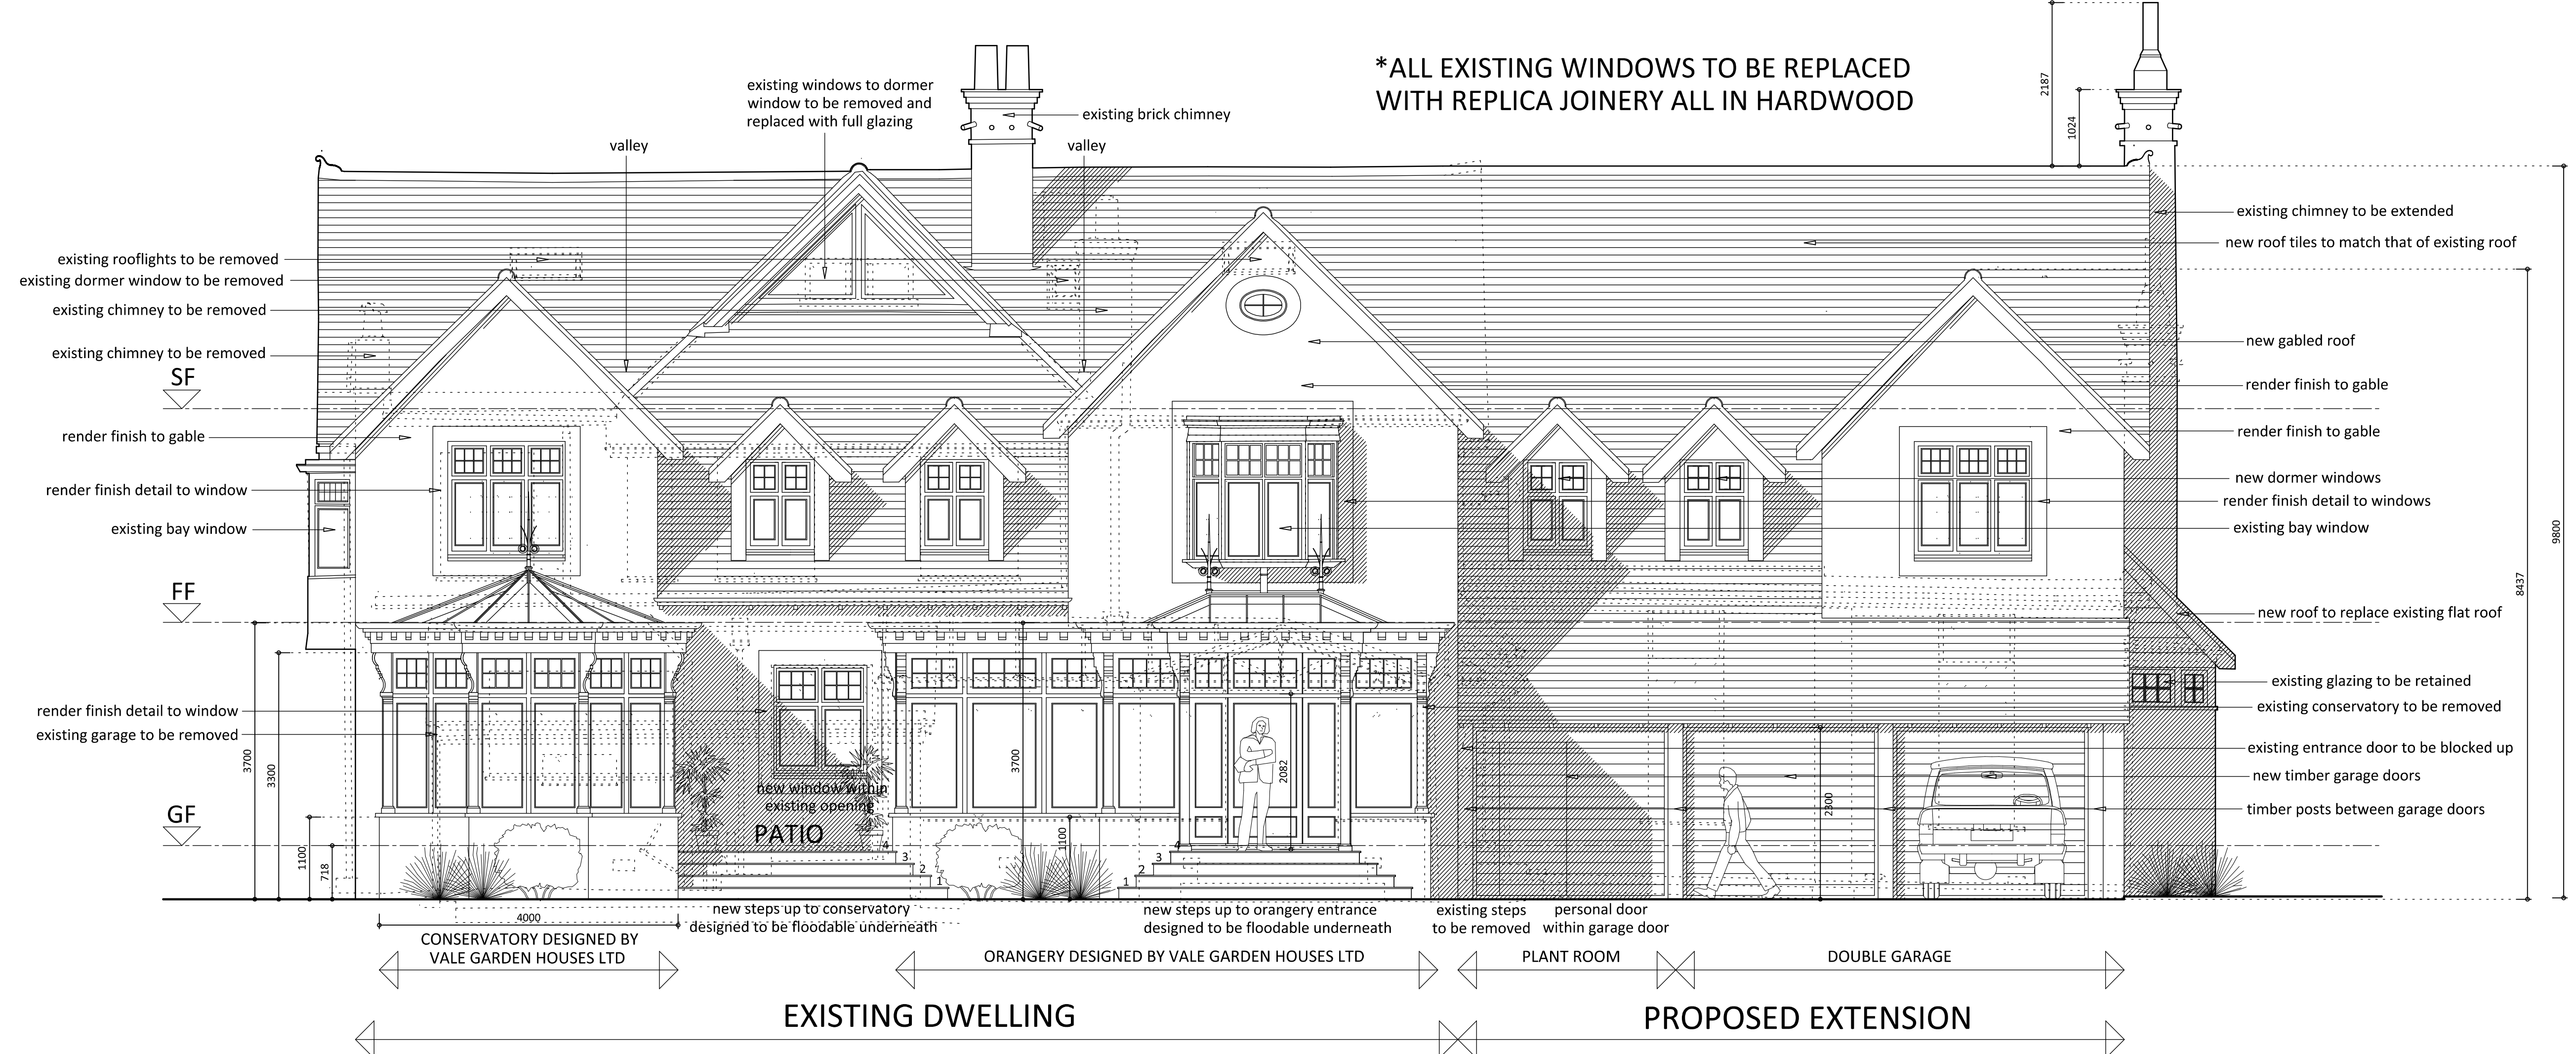 *ALL EXISTING WINDOWS TO BE REPLACED
WITH REPLICA JOINERY ALL IN HARDWOOD
existing windows to dormer
window to be removed and
replaced with full glazing
existing brick chimney
valley
valley
2187
1024
existing rooflights to be removed
existing dormer window to be removed
existing chimney to be removed
existing chimney to be removed
SF
render finish to gable
render finish detail to window
existing bay window
FF
render finish detail to window
existing garage to be removed
GF
3700
3300
1100
718
existing chimney to be extended
new roof tiles to match that of existing roof
new gabled roof
render finish to gable
render finish to gable
new dormer windows
render finish detail to windows
existing bay window
new roof to replace existing flat roof
existing glazing to be retained
existing conservatory to be removed
existing entrance door to be blocked up
new timber garage doors
timber posts between garage doors
9800
8437
new window within
existing opening
PATIO
4
3
2
1
3700
1100
2082
4
3
2
1
2300
4000
new steps up to conservatory
designed to be floodable underneath
new steps up to orangery entrance
designed to be floodable underneath
existing steps
to be removed
personal door
within garage door
CONSERVATORY DESIGNED BY
VALE GARDEN HOUSES LTD
ORANGERY DESIGNED BY VALE GARDEN HOUSES LTD
PLANT ROOM
DOUBLE GARAGE
EXISTING DWELLING
PROPOSED EXTENSION